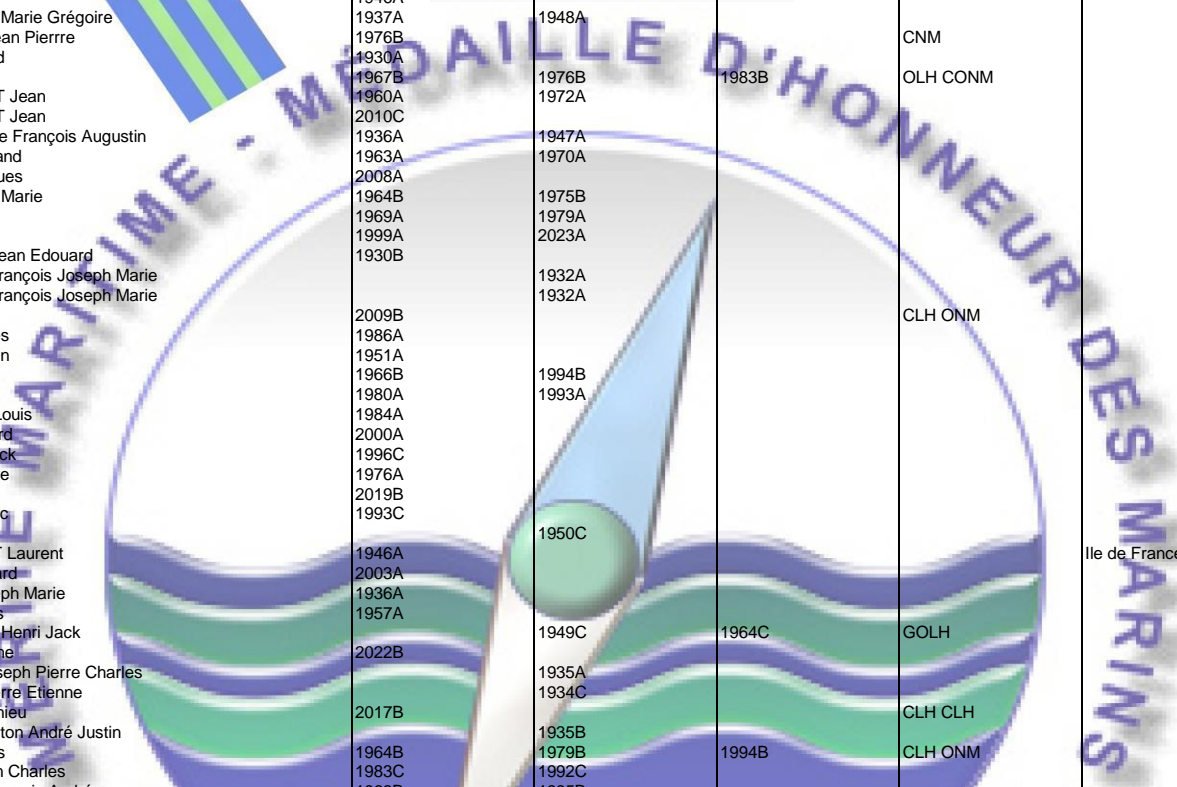 Marie Grégoire 1937A 1948A
ean Pierrre 1976B CNM
d 1930A
1967B 1976B 1983B OLH CONM
T Jean 1960A 1972A
T Jean 2010C
e François Augustin 1936A 1947A
and 1963A 1970A
ues 2008A
Marie 1964B 1975B
1969A 1979A
1999A 2023A
ean Edouard 1930B
rançois Joseph Marie 1932A
rançois Joseph Marie 1932A
2009B CLH ONM
s 1986A
n 1951A
1966B 1994B
1980A 1993A
Louis 1984A
rd 2000A
ck 1996C
e 1976A
2019B
c 1993C
1950C
T Laurent 1946A Ile de France
ard 2003A
ph Marie 1936A
s 1957A
Henri Jack 1949C 1964C GOLH
ne 2022B
seph Pierre Charles 1935A
rre Etienne 1934C
hieu 2017B CLH CLH
ton André Justin 1935B
s 1964B 1979B 1994B CLH ONM
n Charles 1983C 1992C
MÉRITE MARITIME - MÉDAILLE D'HONNEUR DES MARINS